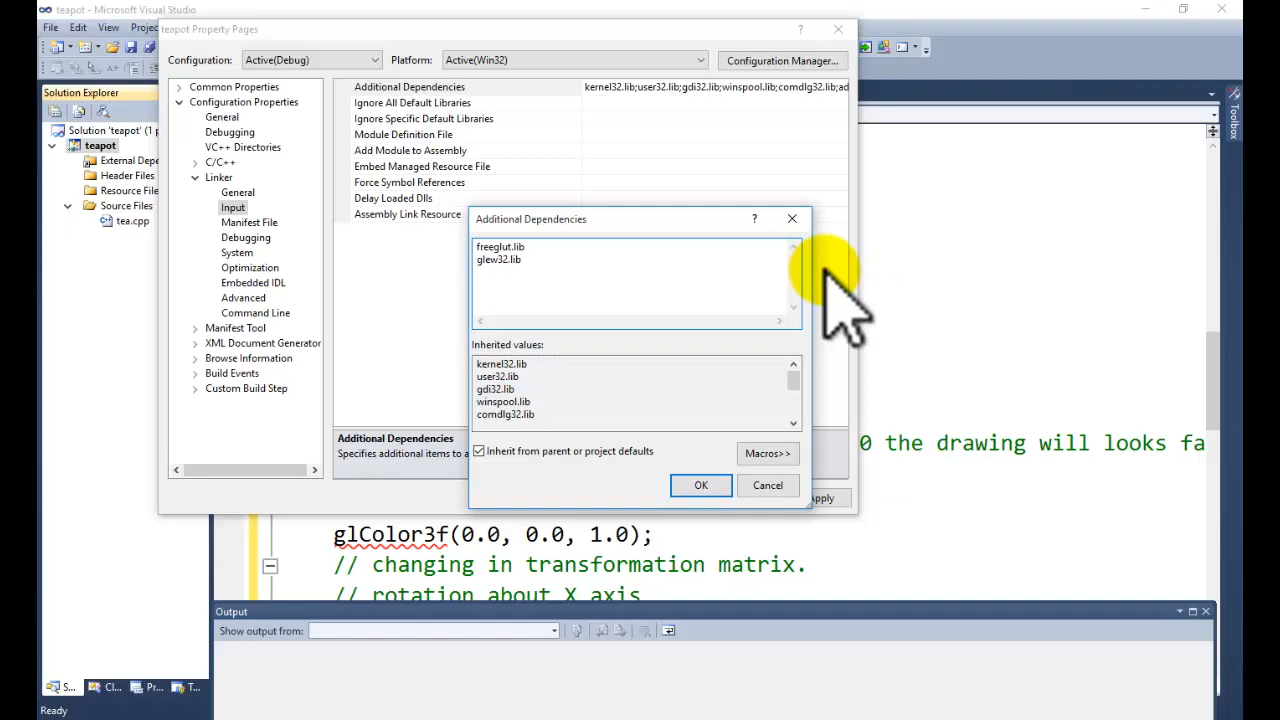 teapot - Microsoft Visual Studio
File Edit View Projec
teapot Property Pages
Configuration: Active(Debug) Platform: Active(Win32) Configuration Manager...
Solution Explorer
Solution 'teapot' (1 p
teapot
External Depe
Header Files
Resource File
Source Files
tea.cpp
Common Properties
Configuration Properties
General
Debugging
VC++ Directories
C/C++
Linker
General
Input
Manifest File
Debugging
System
Optimization
Embedded IDL
Advanced
Command Line
Manifest Tool
XML Document Generator
Browse Information
Build Events
Custom Build Step
Additional Dependencies kernel32.lib;user32.lib;gdi32.lib;winspool.lib;comdlg32.lib;ad
Ignore All Default Libraries
Ignore Specific Default Libraries
Module Definition File
Add Module to Assembly
Embed Managed Resource File
Force Symbol References
Delay Loaded Dlls
Assembly Link Resource
Additional Dependencies
Specifies additional items to a
Additional Dependencies
freeglut.lib
glew32.lib
Inherited values:
kernel32.lib
user32.lib
gdi32.lib
winspool.lib
comdlg32.lib
Inherit from parent or project defaults
Macros>>
OK Cancel
Apply
Toolbox
0 the drawing will looks fa
glColor3f(0.0, 0.0, 1.0);
// changing in transformation matrix.
// rotation about X axis
Output
Show output from:
S... Cl... Pr... T...
Ready